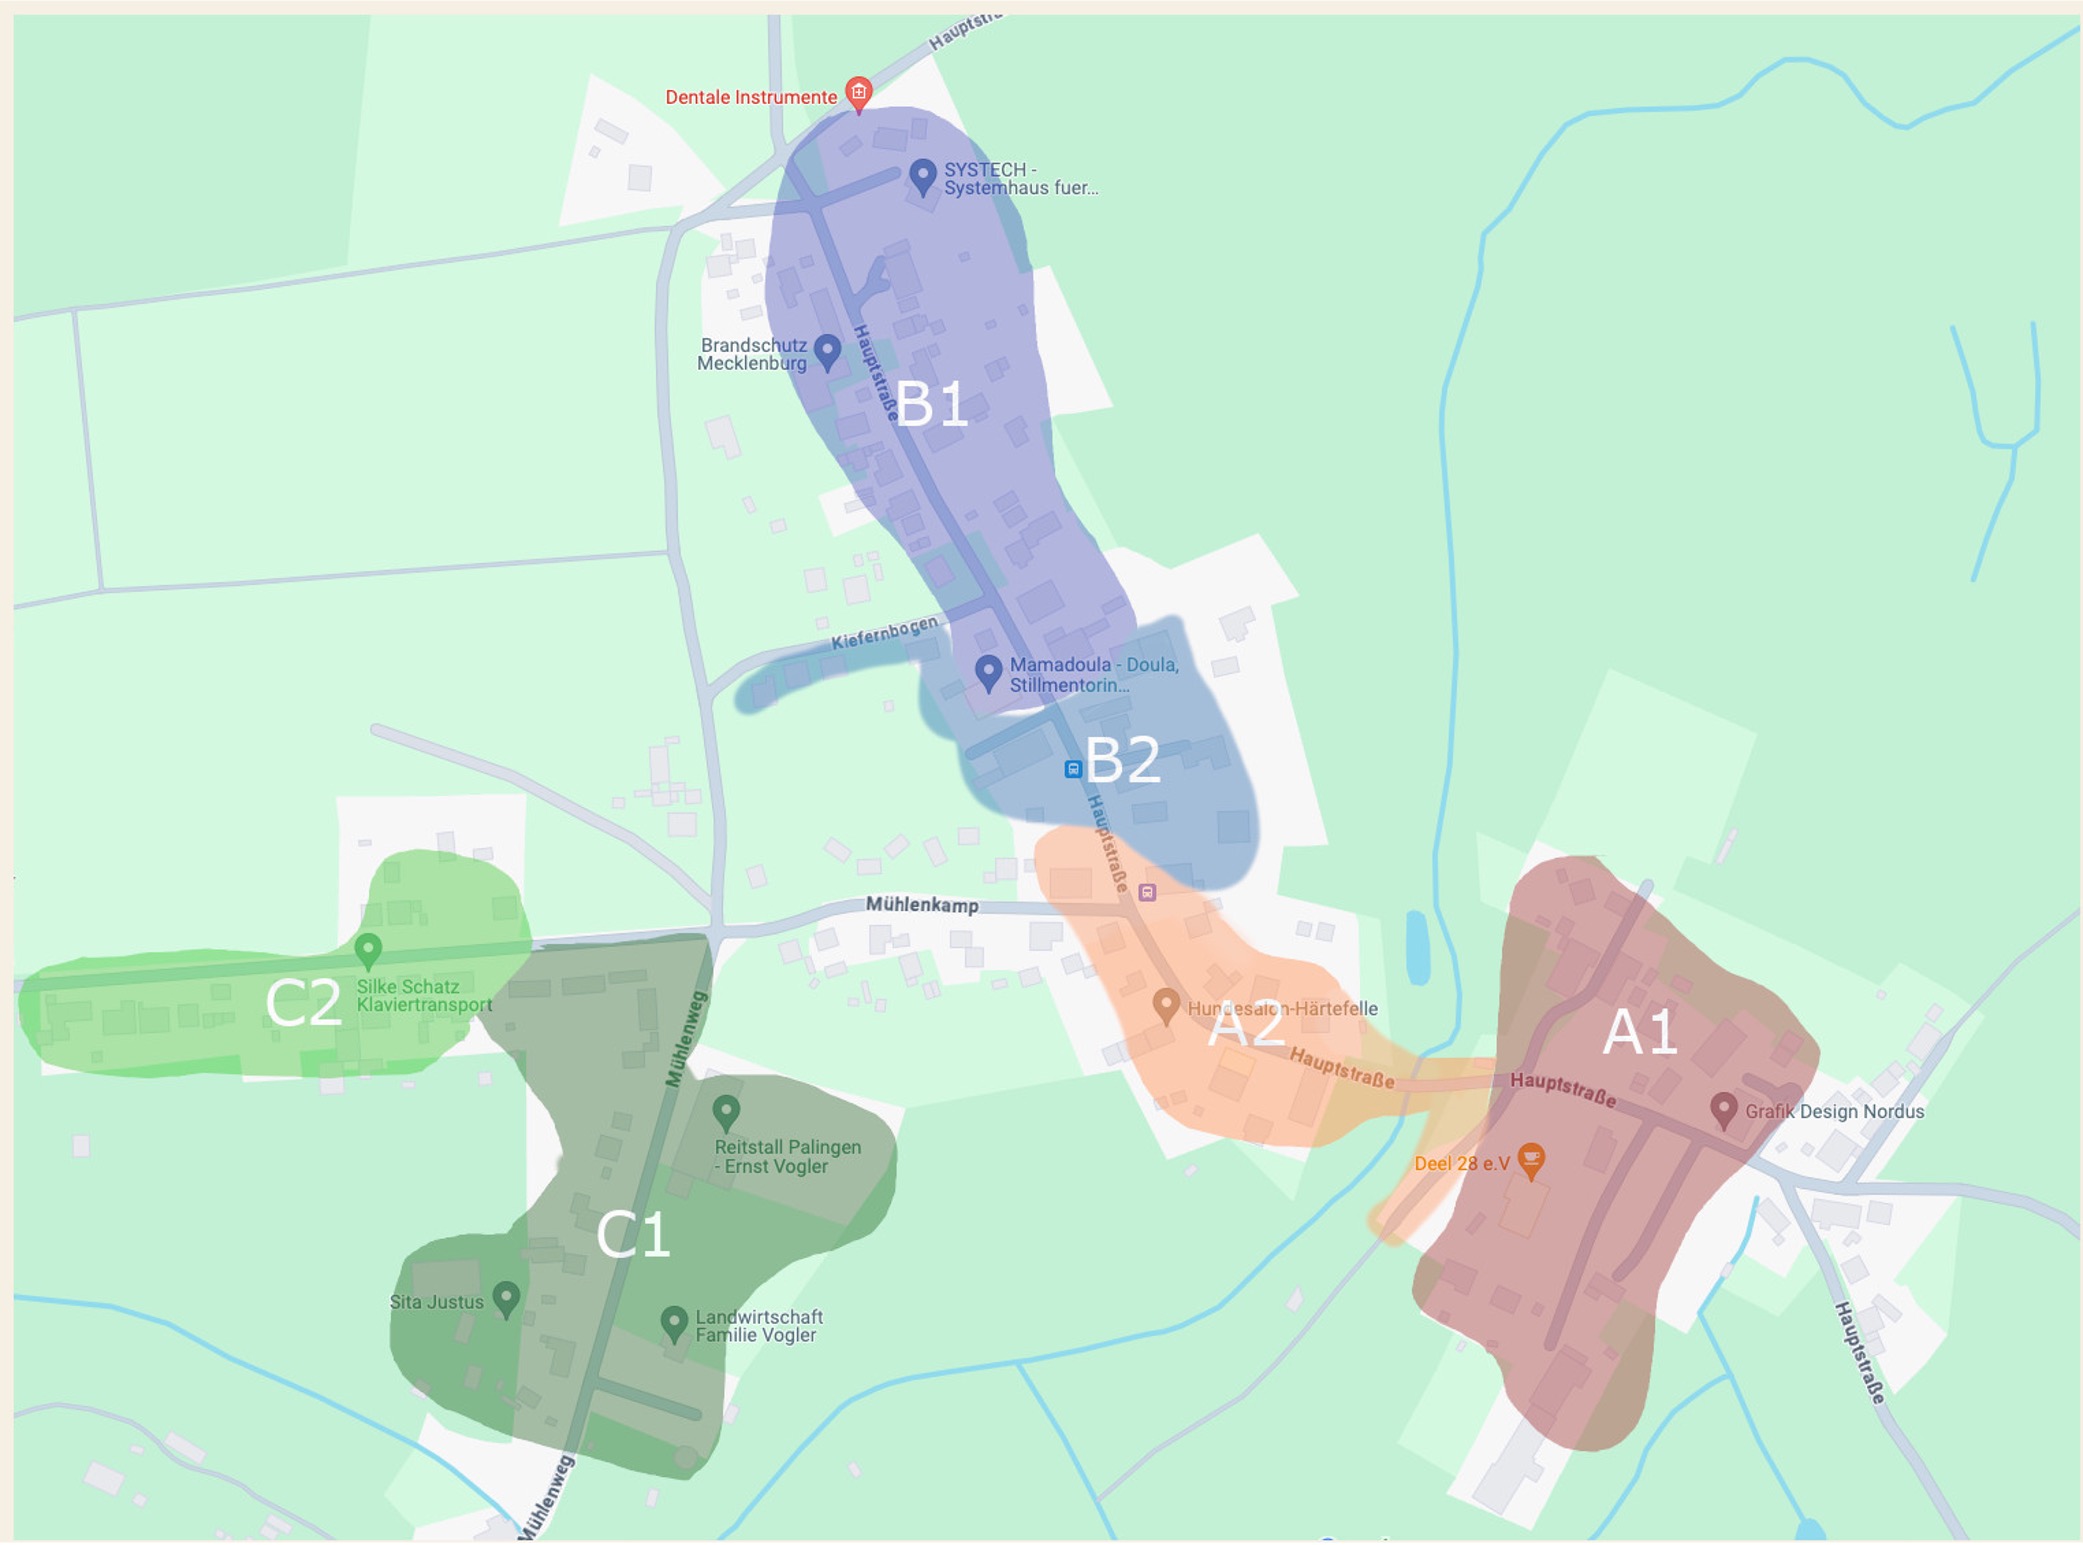 Hauptstra
Dentale Instrumente
SYSTECH -
Systemhaus fuer...
Brandschutz
Mecklenburg
Hauptstraße
B1
Kiefernbogen
Mamadoula - Doula,
Stillmentorin...
B2
Hauptstraße
Mühlenkamp
C2
Silke Schatz
Klaviertransport
Mühlenweg
Hundesalon-Härtefelle
A2
Hauptstraße
A1
Hauptstraße
Grafik Design Nordus
Deel 28 e.V
Reitstall Palingen
- Ernst Vogler
C1
Sita Justus
Landwirtschaft
Familie Vogler
Hauptstraße
Mühlenweg